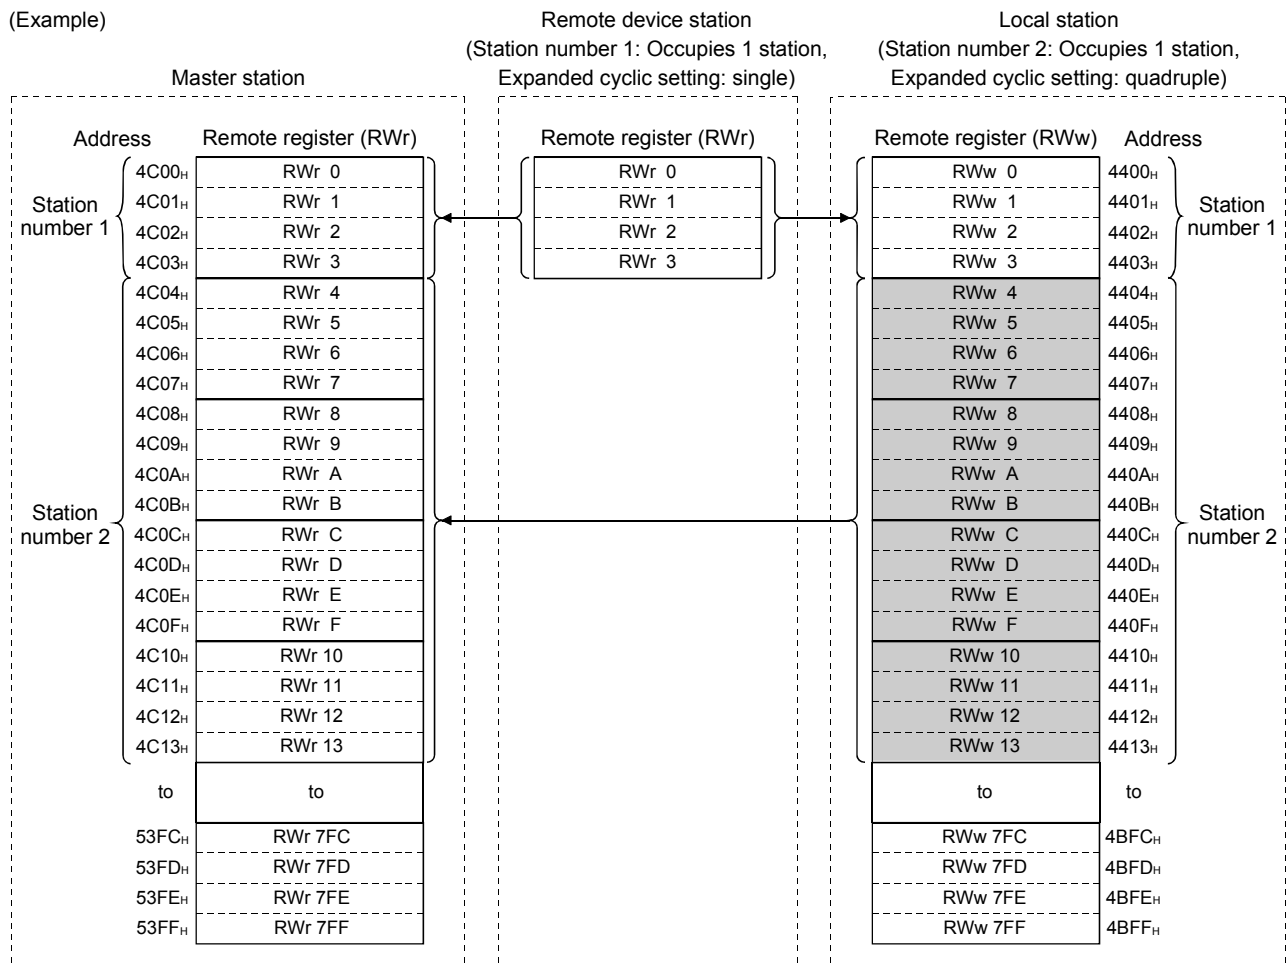 (Example)
Master station
Remote device station
(Station number 1: Occupies 1 station,
Expanded cyclic setting: single)
Local station
(Station number 2: Occupies 1 station,
Expanded cyclic setting: quadruple)
Address Remote register (RWr) Remote register (RWr) Remote register (RWw) Address
4C00H RWr 0 RWr 0 RWw 0 4400H
4C01H RWr 1 RWr 1 RWw 1 4401H
Station
number 1
Station
number 1
4C02H RWr 2 RWr 2 RWw 2 4402H
4C03H RWr 3 RWr 3 RWw 3 4403H
4C04H RWr 4 RWw 4 4404H
4C05H RWr 5 RWw 5 4405H
4C06H RWr 6 RWw 6 4406H
4C07H RWr 7 RWw 7 4407H
4C08H RWr 8 RWw 8 4408H
4C09H RWr 9 RWw 9 4409H
4C0AH RWr A RWw A 440AH
4C0BH RWr B RWw B 440BH
Station
number 2
Station
number 2
4C0CH RWr C RWw C 440CH
4C0DH RWr D RWw D 440DH
4C0EH RWr E RWw E 440EH
4C0FH RWr F RWw F 440FH
4C10H RWr 10 RWw 10 4410H
4C11H RWr 11 RWw 11 4411H
4C12H RWr 12 RWw 12 4412H
4C13H RWr 13 RWw 13 4413H
to to to to
53FCH RWr 7FC RWw 7FC 4BFCH
53FDH RWr 7FD RWw 7FD 4BFDH
53FEH RWr 7FE RWw 7FE 4BFEH
53FFH RWr 7FF RWw 7FF 4BFFH